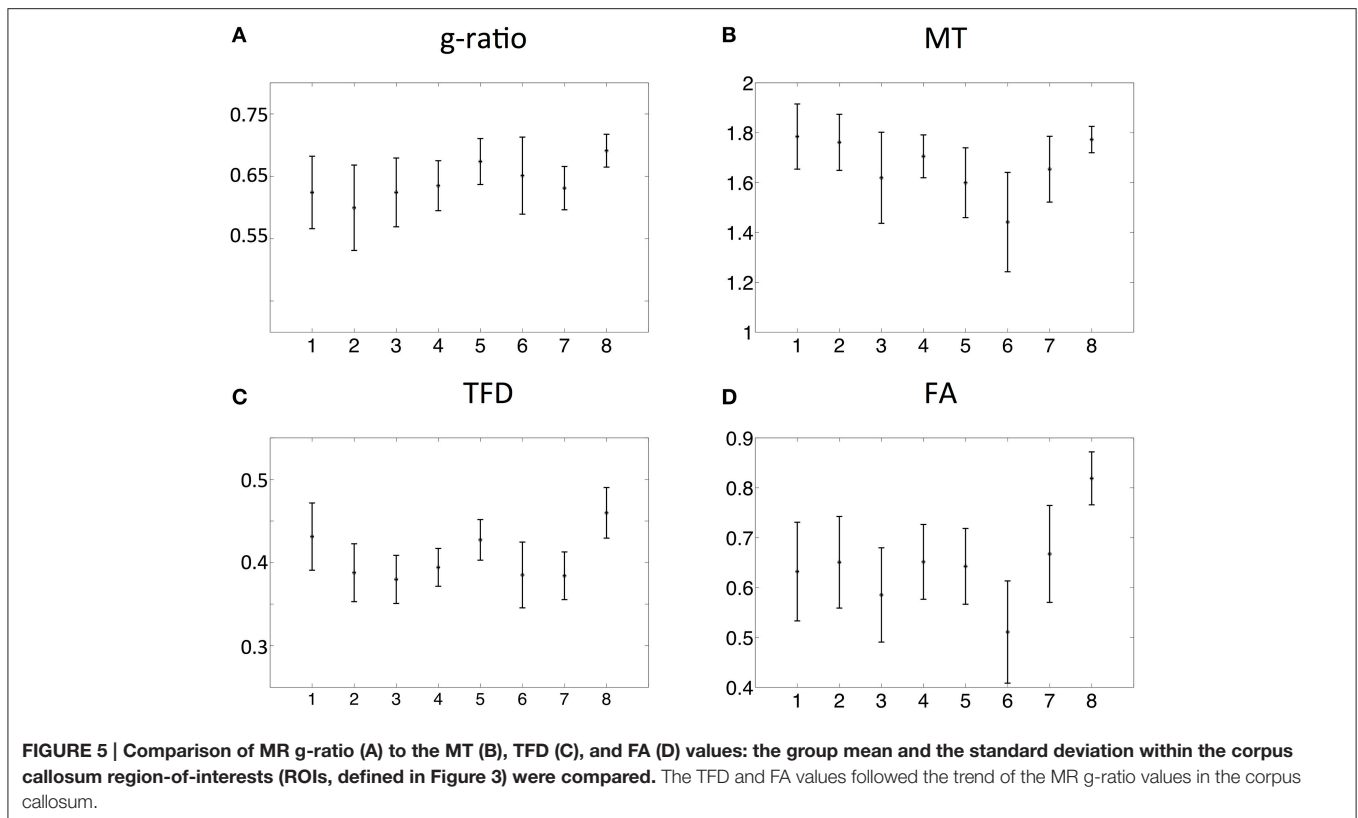 A
g-ratio
0.75
0.65
0.55
1 2 3 4 5 6 7 8
B
MT
2
1.8
1.6
1.4
1.2
1
1 2 3 4 5 6 7 8
C
TFD
0.5
0.4
0.3
1 2 3 4 5 6 7 8
D
FA
0.9
0.8
0.7
0.6
0.5
0.4
1 2 3 4 5 6 7 8
FIGURE 5 | Comparison of MR g-ratio (A) to the MT (B), TFD (C), and FA (D) values: the group mean and the standard deviation within the corpus
callosum region-of-interests (ROIs, defined in Figure 3) were compared. The TFD and FA values followed the trend of the MR g-ratio values in the corpus
callosum.